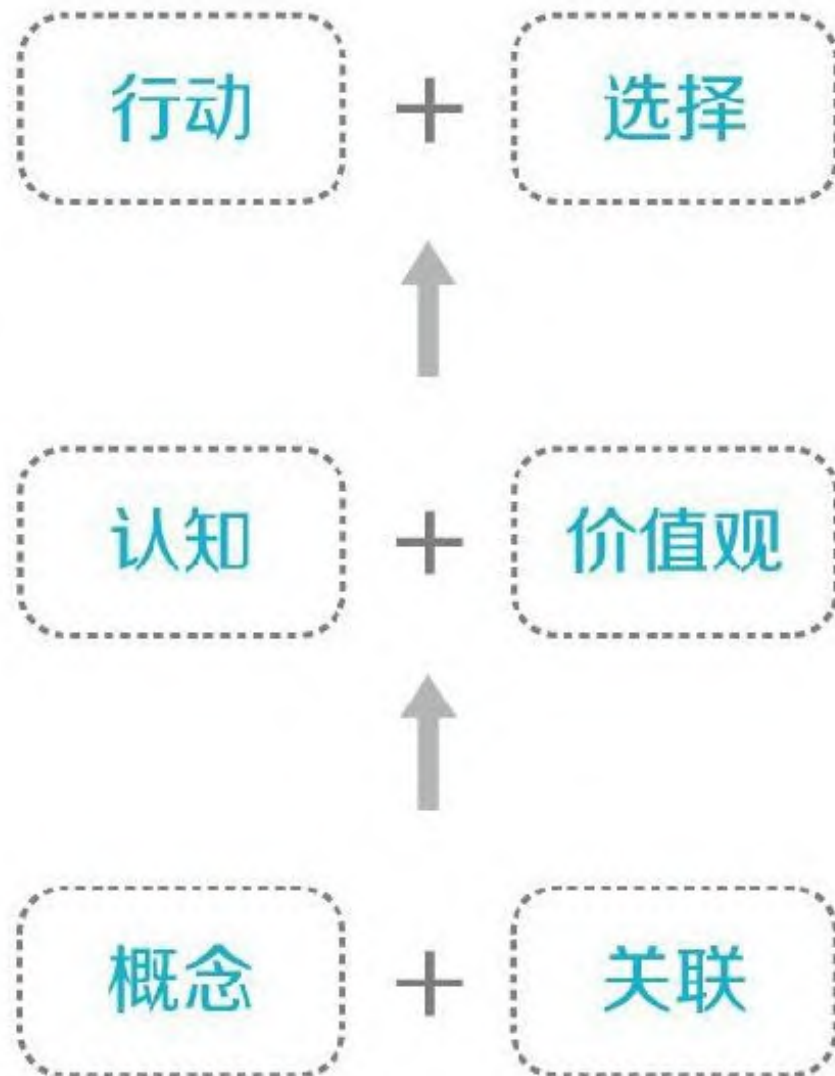 行动 + 选择
认知 + 价值观
概念 + 关联